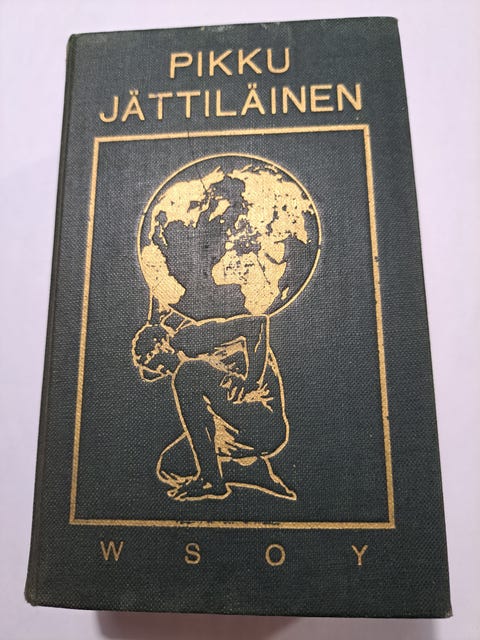 PIKKU
JÄTTILÄINEN
W S O Y